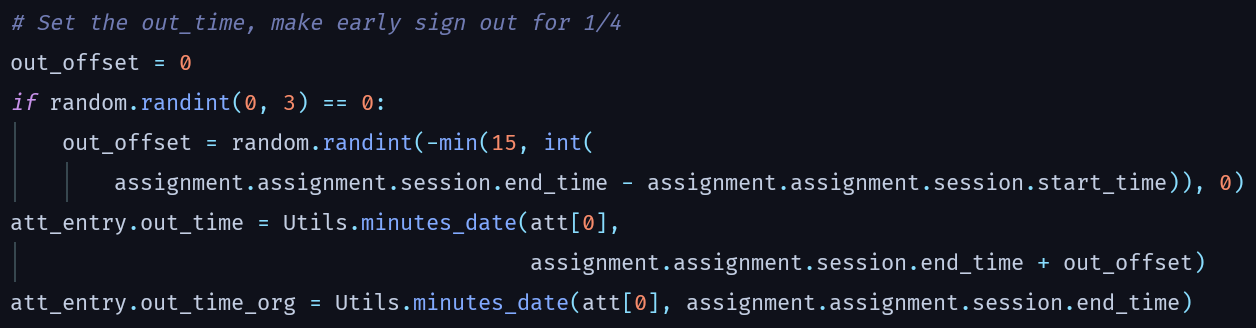 # Set the out_time, make early sign out for 1/4
out_offset = 0
if random.randint(0, 3) == 0:
    out_offset = random.randint(-min(15, int(
        assignment.assignment.session.end_time - assignment.assignment.session.start_time)), 0)
att_entry.out_time = Utils.minutes_date(att[0],
                                        assignment.assignment.session.end_time + out_offset)
att_entry.out_time_org = Utils.minutes_date(att[0], assignment.assignment.session.end_time)